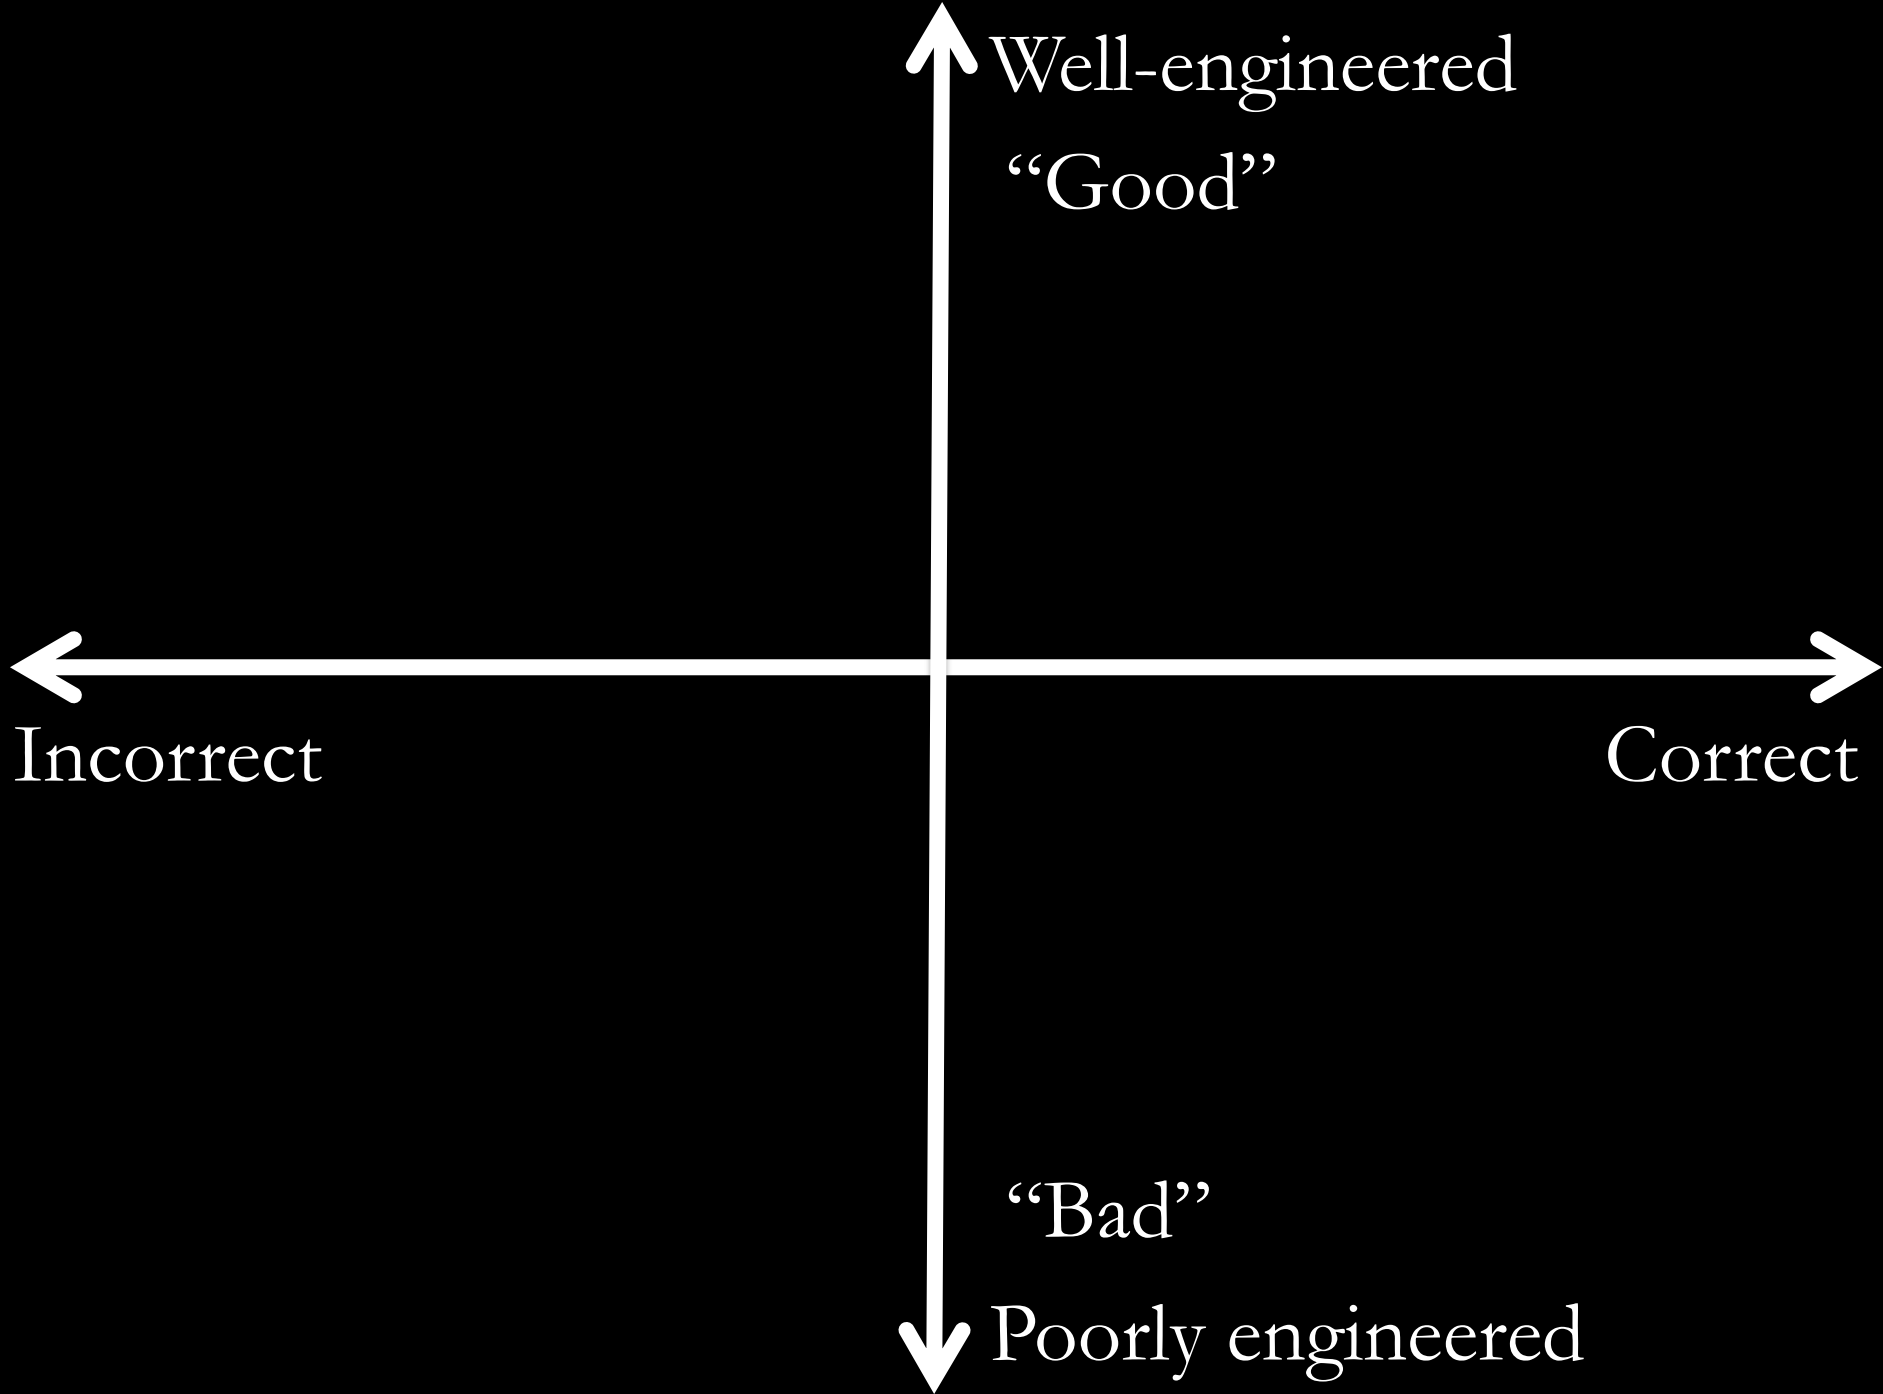 Well-engineered
“Good”
Incorrect
Correct
“Bad”
Poorly engineered